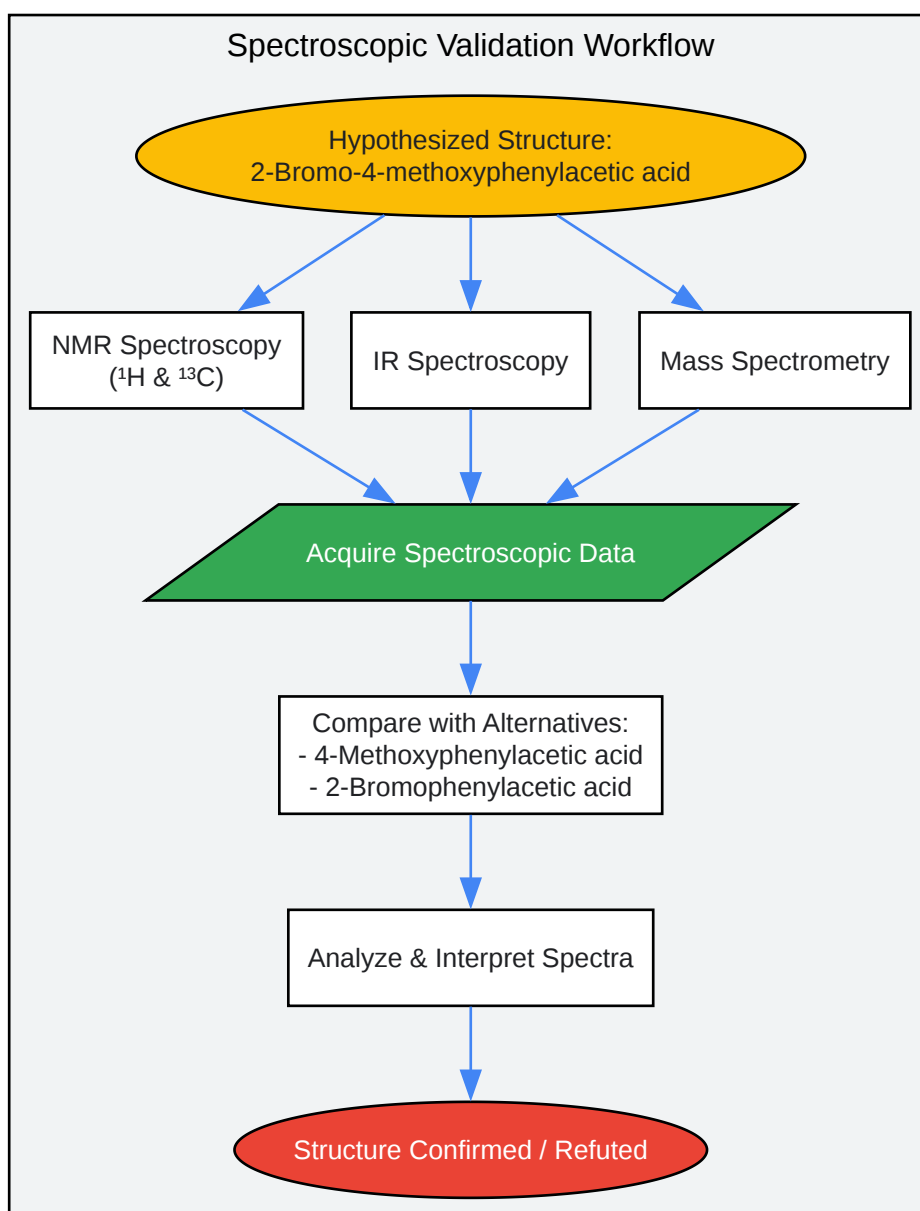 Spectroscopic Validation Workflow
Hypothesized Structure:
2-Bromo-4-methoxyphenylacetic acid
NMR Spectroscopy
(¹H & ¹³C)
IR Spectroscopy
Mass Spectrometry
Acquire Spectroscopic Data
Compare with Alternatives:
- 4-Methoxyphenylacetic acid
- 2-Bromophenylacetic acid
Analyze & Interpret Spectra
Structure Confirmed / Refuted